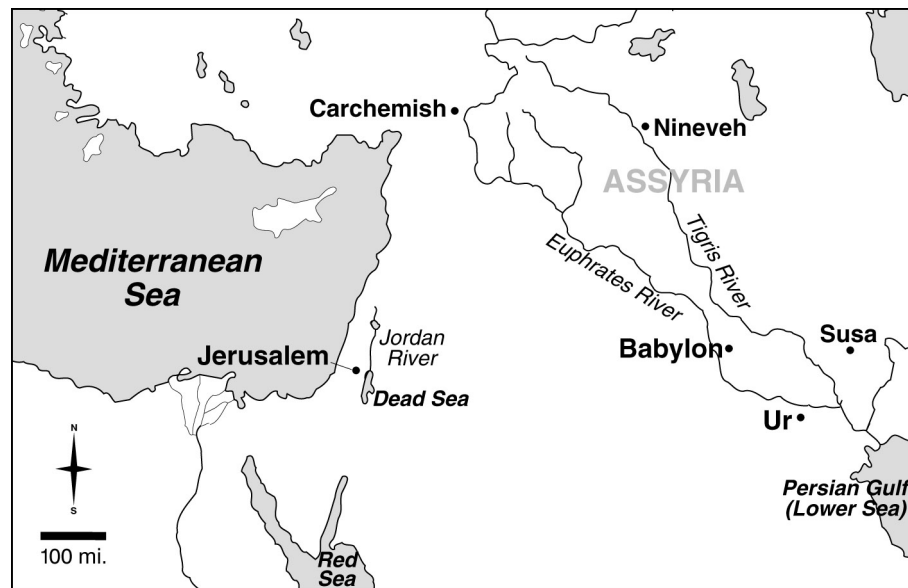 Carchemish
Nineveh
ASSYRIA
Mediterranean
Sea
Euphrates River
Tigris River
Jordan
River
Jerusalem
Dead Sea
Babylon
Susa
Ur
N
S
100 mi.
Red
Sea
Persian Gulf
(Lower Sea)